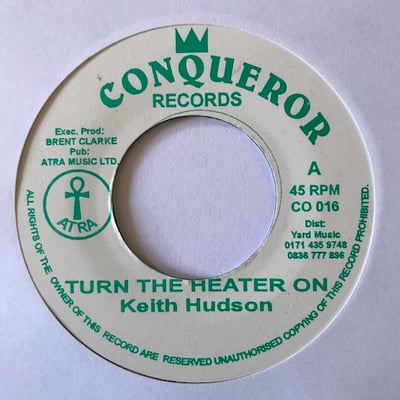 CONQUEROR
RECORDS
Exec. Prod:
BRENT CLARKE
Pub:
ATRA MUSIC LTD.
ATRA
A
45 RPM
CO 016
Dist:
Yard Music
0171 435 9748
0836 777 896
TURN THE HEATER ON
Keith Hudson
ALL RIGHTS OF THE OWNER OF THIS RECORD ARE RESERVED UNAUTHORISED COPYING OF THIS RECORD PROHIBITED.